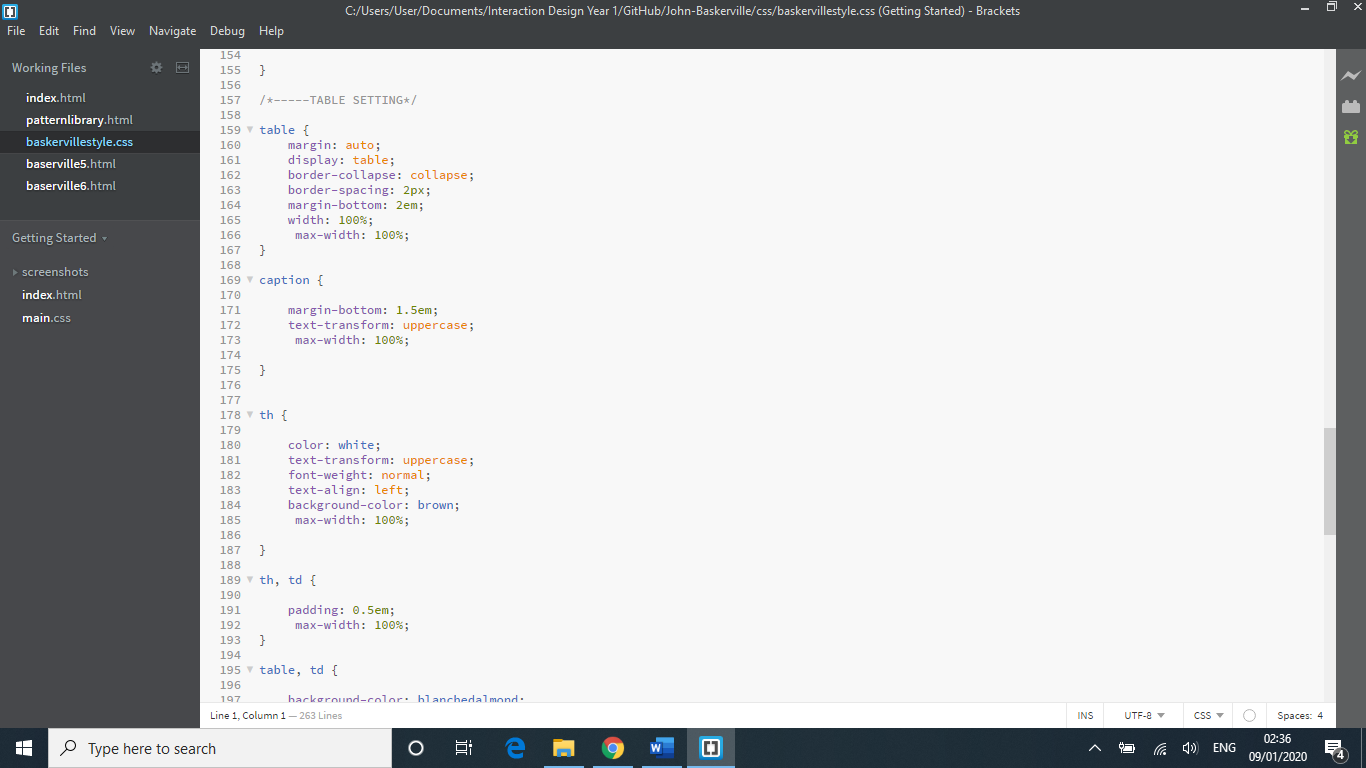 C:/Users/User/Documents/Interaction Design Year 1/GitHub/John-Baskerville/css/baskervillestyle.css (Getting Started) - Brackets
File Edit Find View Navigate Debug Help
Working Files
index.html
patternlibrary.html
baskervillestyle.css
baserville5.html
baserville6.html
Getting Started
screenshots
index.html
main.css
154
155 }
156
157 /*-----TABLE SETTING*/
158
159 table {
160 margin: auto;
161 display: table;
162 border-collapse: collapse;
163 border-spacing: 2px;
164 margin-bottom: 2em;
165 width: 100%;
166 max-width: 100%;
167 }
168
169 caption {
170
171 margin-bottom: 1.5em;
172 text-transform: uppercase;
173 max-width: 100%;
174
175 }
176
177
178 th {
179
180 color: white;
181 text-transform: uppercase;
182 font-weight: normal;
183 text-align: left;
184 background-color: brown;
185 max-width: 100%;
186
187 }
188
189 th, td {
190
191 padding: 0.5em;
192 max-width: 100%;
193 }
194
195 table, td {
196
197 background-color: blanchedalmond;
Line 1, Column 1 — 263 Lines
INS UTF-8 CSS Spaces: 4
Type here to search
ENG
02:36
09/01/2020
4